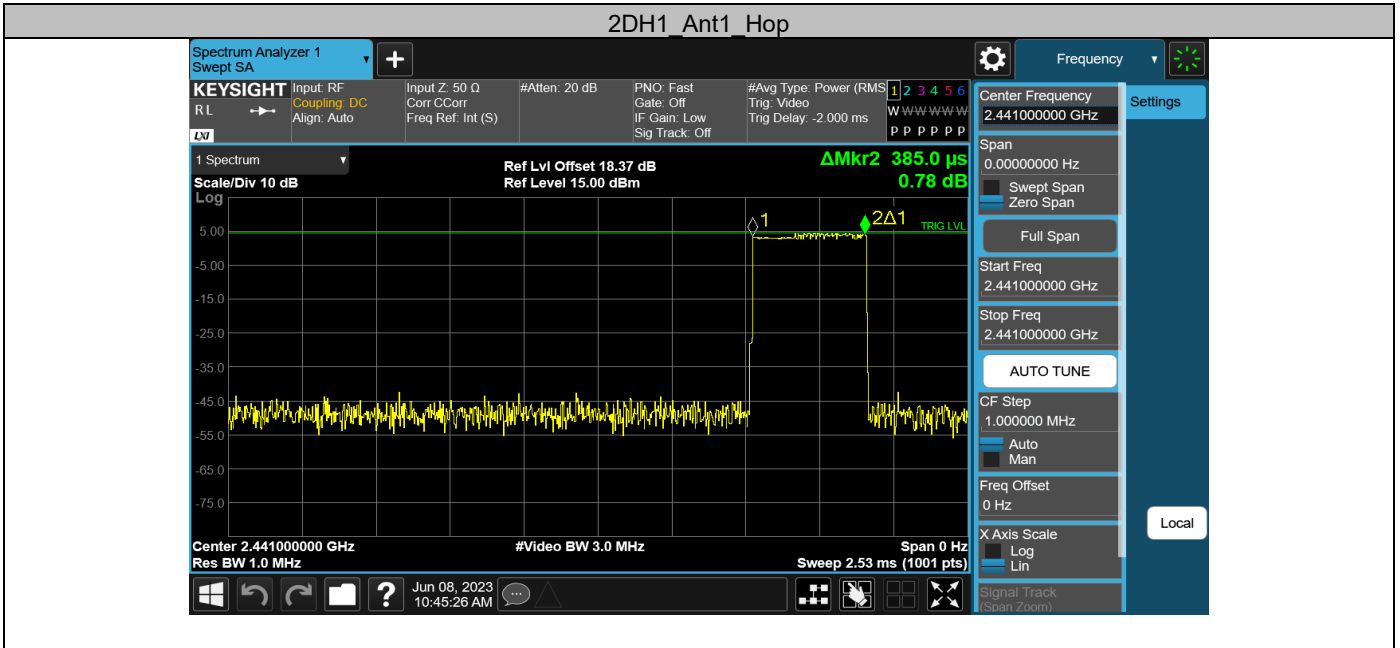 2DH1_Ant1_Hop
Spectrum Analyzer 1
Swept SA
Frequency
KEYSIGHT
RL
LXI
Input: RF
Coupling: DC
Align: Auto
Input Z: 50 Ω
Corr CCorr
Freq Ref: Int (S)
#Atten: 20 dB
PNO: Fast
Gate: Off
IF Gain: Low
Sig Track: Off
#Avg Type: Power (RMS
Trig: Video
Trig Delay: -2.000 ms
1 2 3 4 5 6
W W W W W W
P P P P P P
1 Spectrum
Scale/Div 10 dB
Ref Lvl Offset 18.37 dB
Ref Level 15.00 dBm
ΔMkr2 385.0 µs
0.78 dB
Log
1
2Δ1
TRIG LVL
5.00
-5.00
-15.0
-25.0
-35.0
-45.0
-55.0
-65.0
-75.0
Center 2.441000000 GHz
Res BW 1.0 MHz
#Video BW 3.0 MHz
Span 0 Hz
Sweep 2.53 ms (1001 pts)
Center Frequency
2.441000000 GHz
Span
0.00000000 Hz
Swept Span
Zero Span
Full Span
Start Freq
2.441000000 GHz
Stop Freq
2.441000000 GHz
AUTO TUNE
CF Step
1.000000 MHz
Auto
Man
Freq Offset
0 Hz
X Axis Scale
Log
Lin
Signal Track
(Span Zoom)
Settings
Local
?
Jun 08, 2023
10:45:26 AM